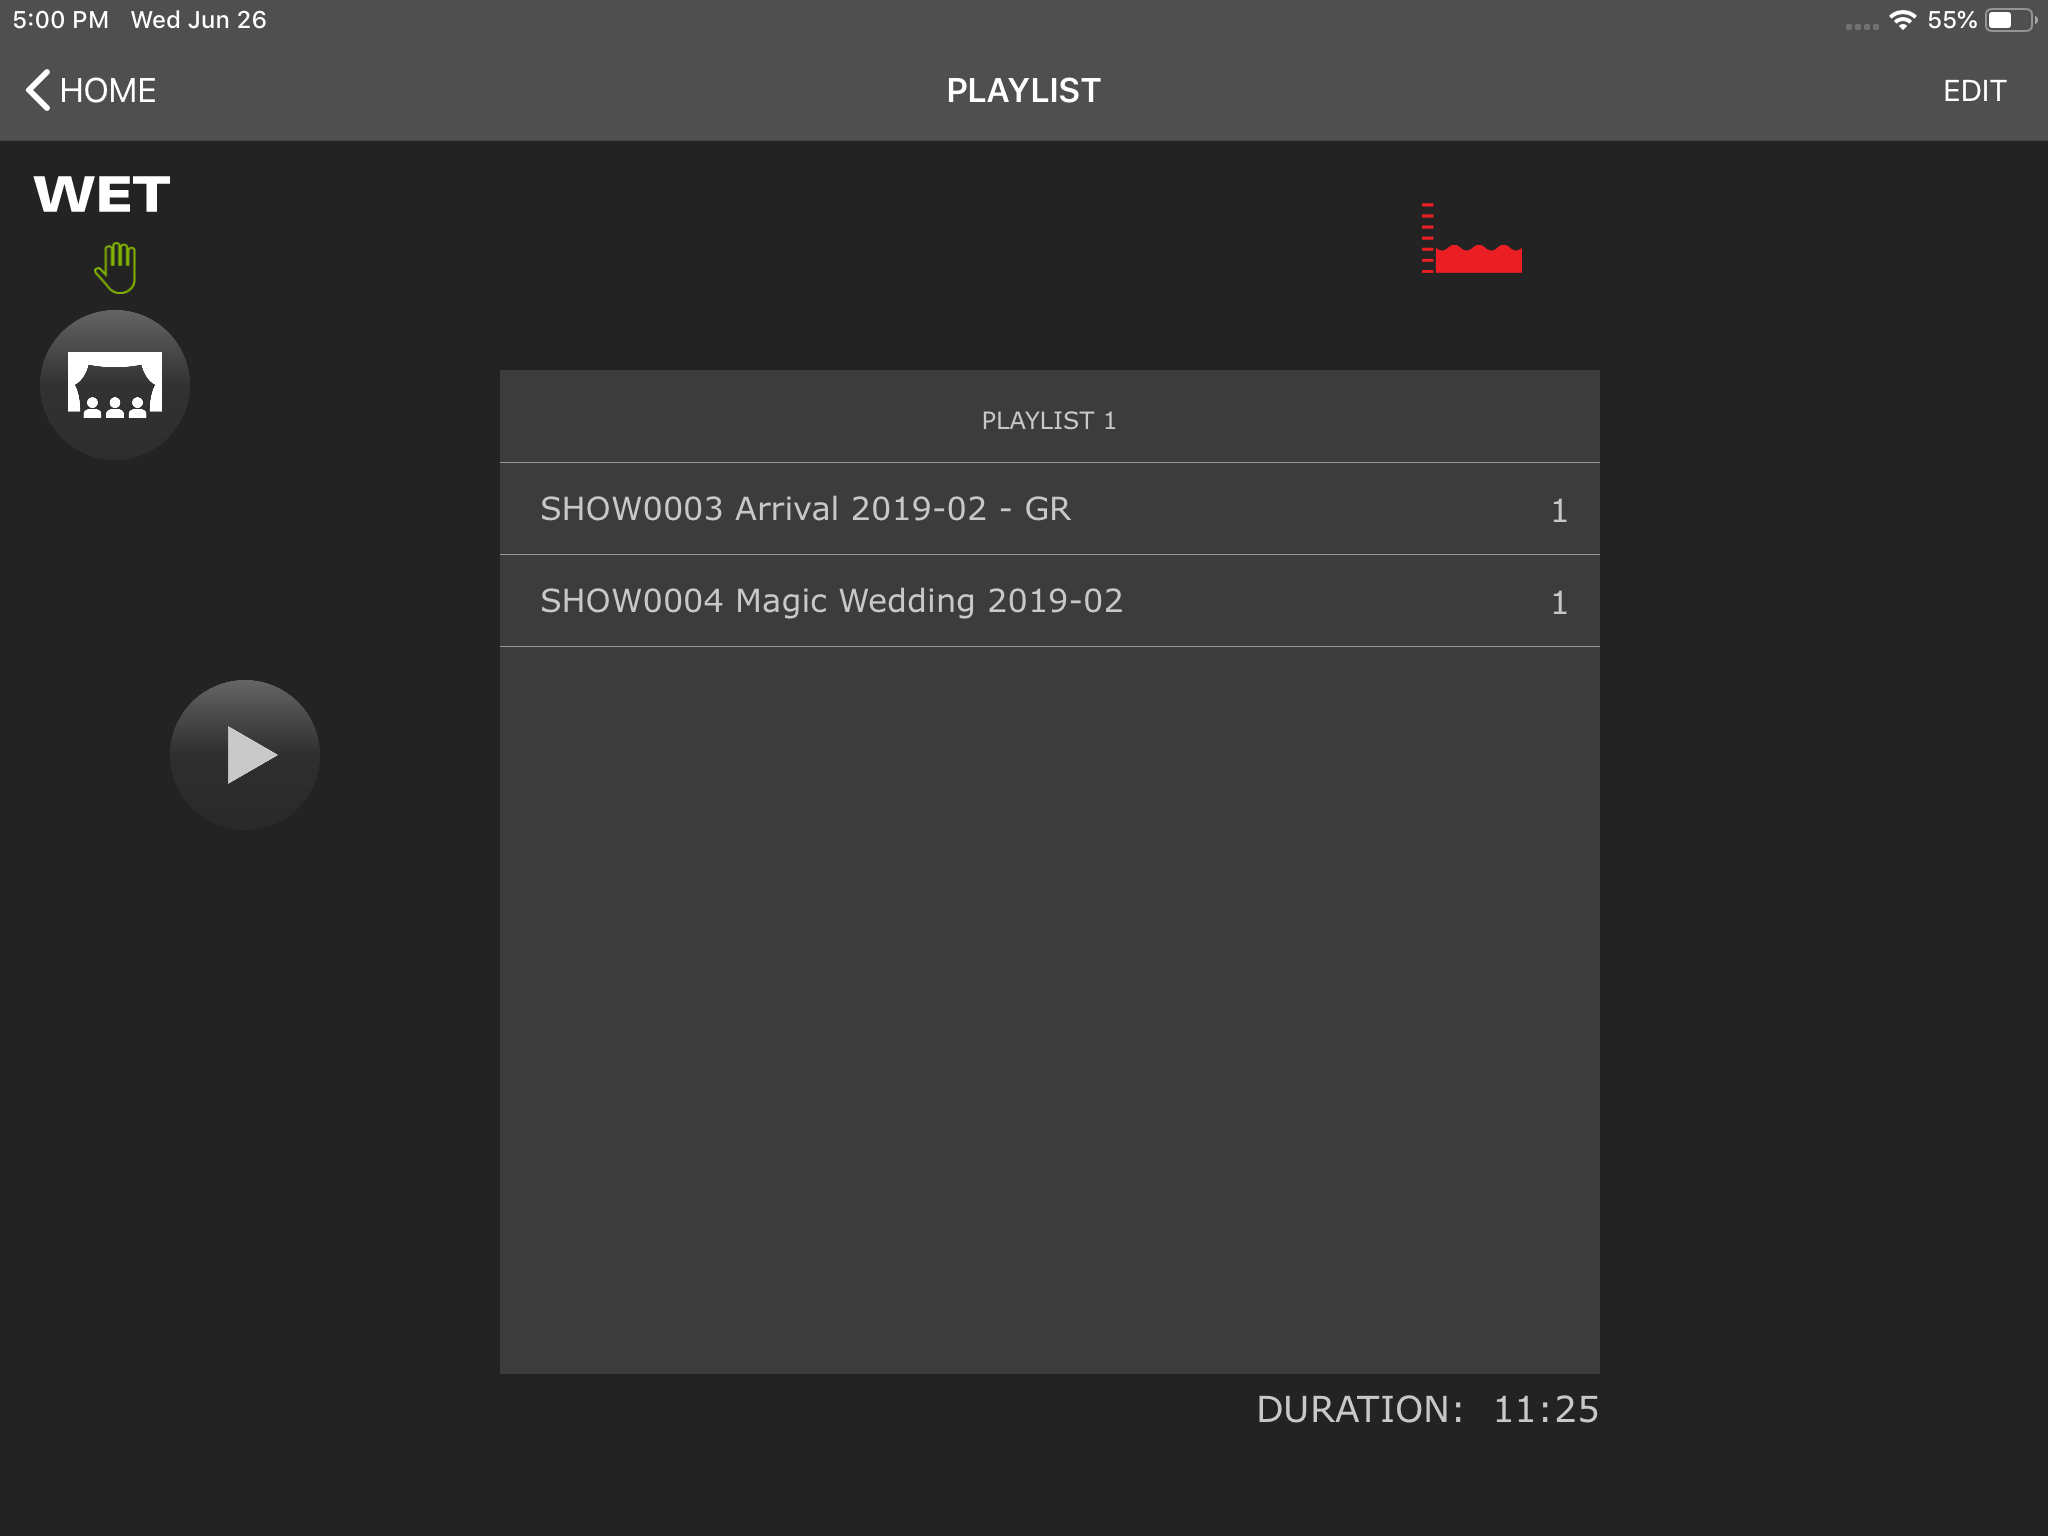 5:00 PM Wed Jun 26 55%
HOME PLAYLIST EDIT
WET
PLAYLIST 1
SHOW0003 Arrival 2019-02 - GR 1
SHOW0004 Magic Wedding 2019-02 1
DURATION: 11:25